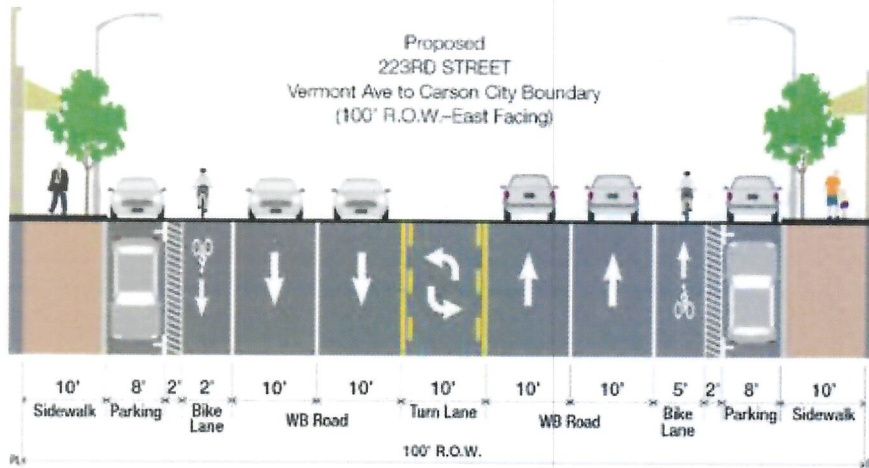 Proposed
223RD STREET
Vermont Ave to Carson City Boundary
(100' R.O.W.-East Facing)
10' 8' 2' 2' 10' 10' 10' 10' 10' 5' 2' 8' 10'
Sidewalk Parking Bike Lane WB Road Turn Lane WB Road Bike Lane Parking Sidewalk
100' R.O.W.
PL